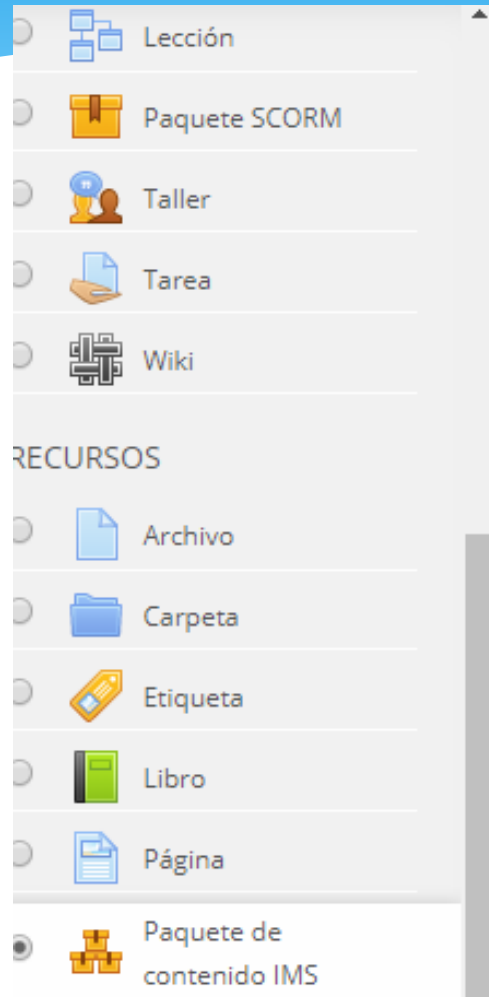 Lección
Paquete SCORM
Taller
Tarea
Wiki
RECURSOS
Archivo
Carpeta
Etiqueta
Libro
Página
Paquete de
contenido IMS